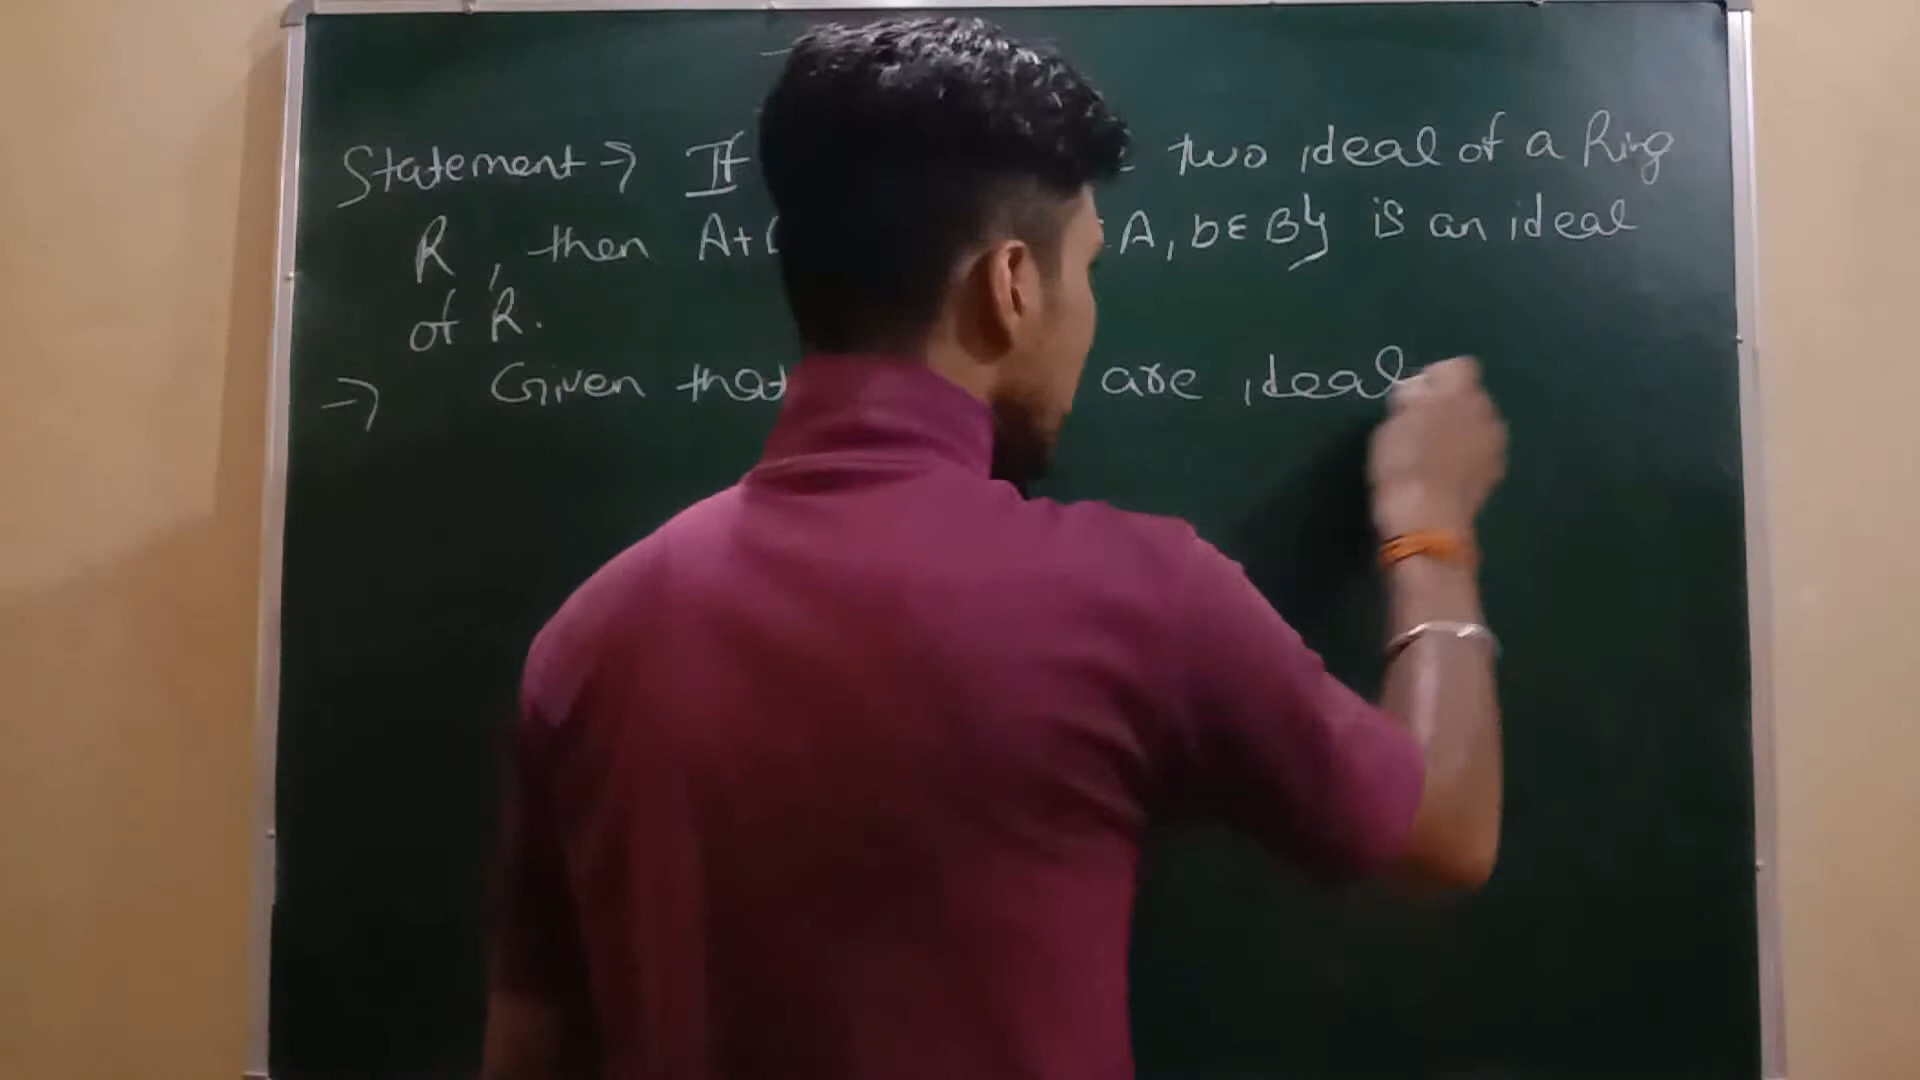 Statement → If two ideal of a Ring
R, then A+ A, b∈B} is an ideal
of R.
→ Given that are ideal